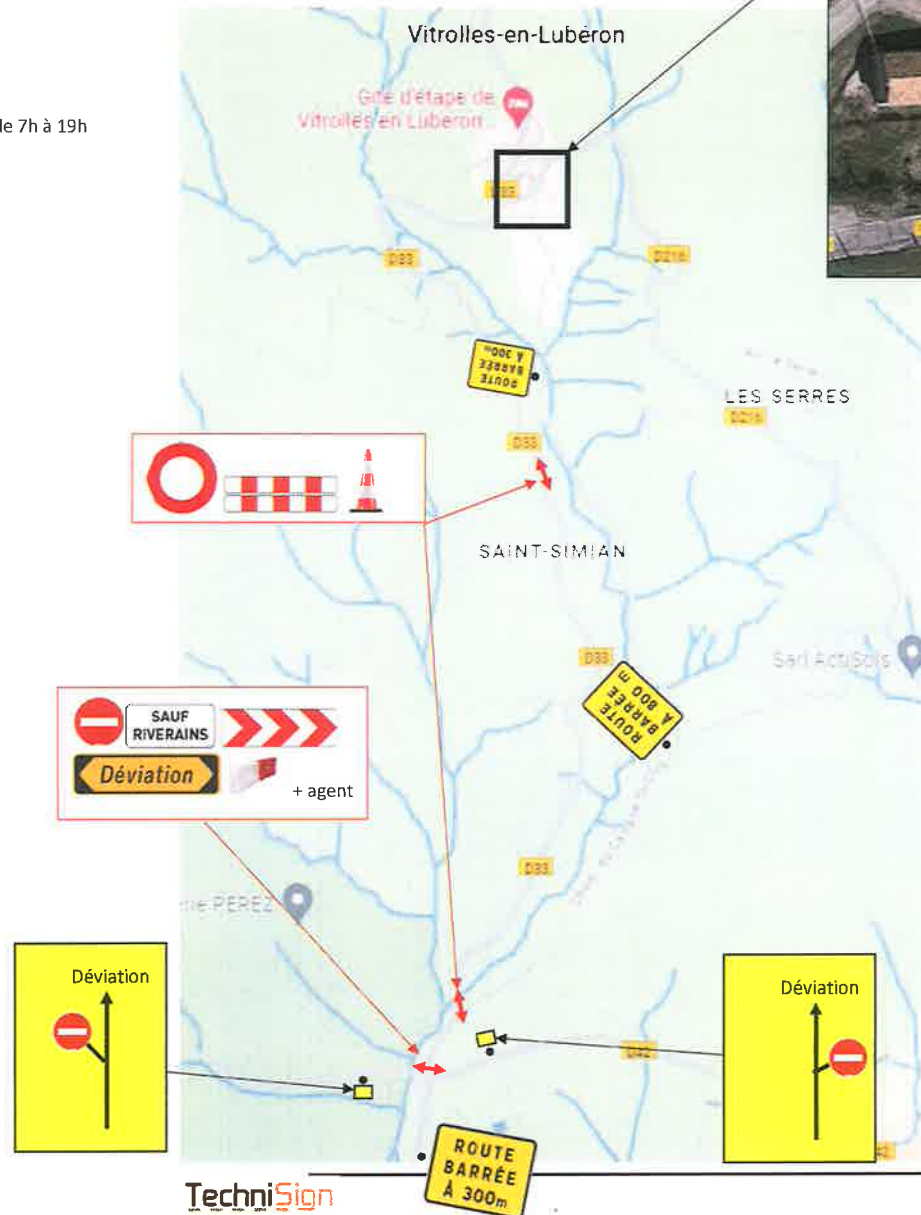 Vitrolles-en-Lubéron
Gîte d'étape de
Vitrolles en Luberon...
de 7h à 19h
D33
D33
D216
ROUTE
BARRÉE
À 300m
LES SERRES
D216
D33
SAINT-SIMIAN
D33
Sarl ActiSols
ROUTE
BARRÉE
À 800 m
SAUF
RIVERAINS
Déviation
+ agent
D33
PEREZ
Déviation
Déviation
D42
ROUTE
BARRÉE
À 300m
TechniSign